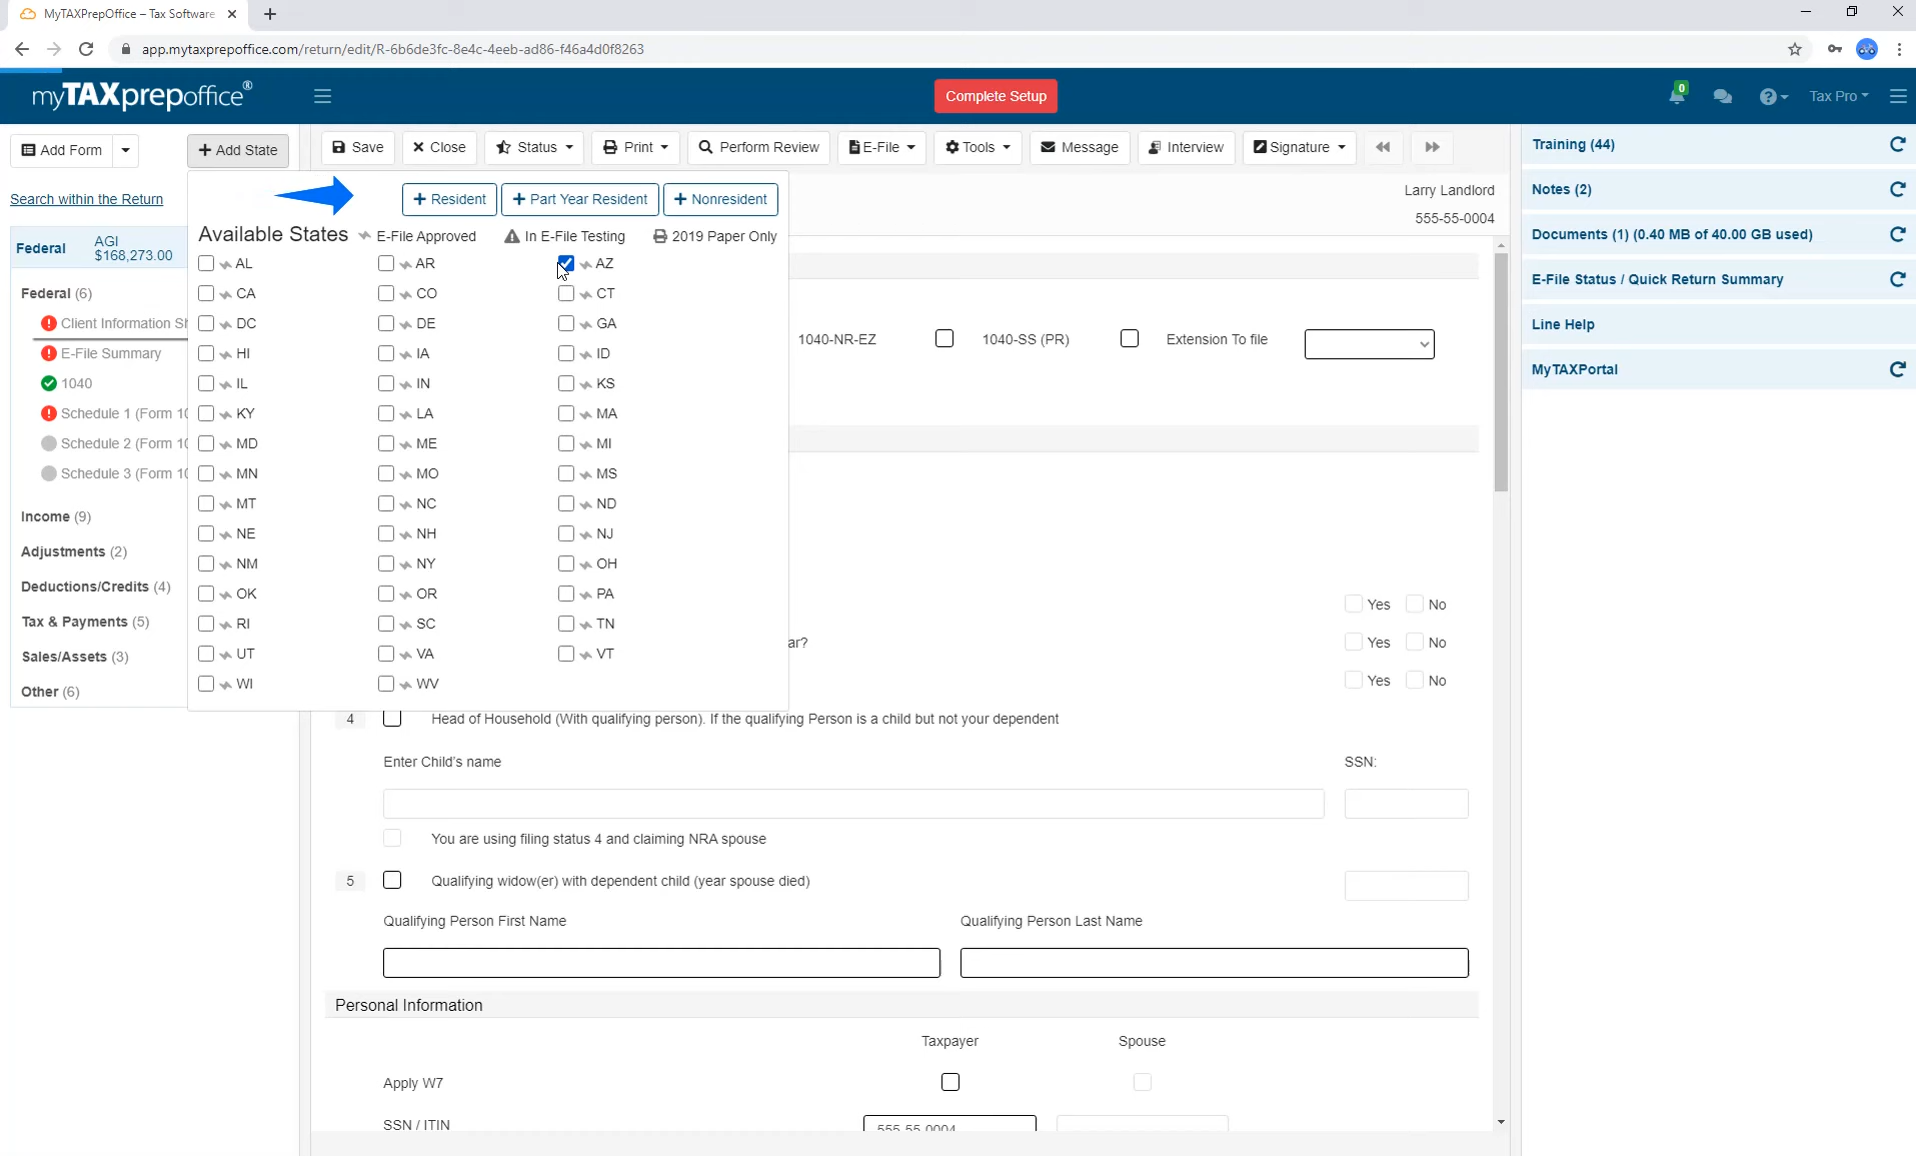 MyTAXPrepOffice – Tax Software
app.mytaxprepoffice.com/return/edit/R-6b6de3fc-8e4c-4eeb-ad86-f46a4d0f8263
myTAXprepoffice®
Complete Setup
0
Tax Pro
Add Form
+ Add State
Save
Close
Status
Print
Perform Review
E-File
Tools
Message
Interview
Signature
Search within the Return
+ Resident
+ Part Year Resident
+ Nonresident
Larry Landlord
555-55-0004
Federal
AGI
$168,273.00
Available States
E-File Approved
In E-File Testing
2019 Paper Only
AL AR AZ
CA CO CT
DC DE GA
HI IA ID
IL IN KS
KY LA MA
MD ME MI
MN MO MS
MT NC ND
NE NH NJ
NM NY OH
OK OR PA
RI SC TN
UT VA VT
WI WV
Federal (6)
Client Information Sh
E-File Summary
1040
Schedule 1 (Form 10
Schedule 2 (Form 10
Schedule 3 (Form 10
Income (9)
Adjustments (2)
Deductions/Credits (4)
Tax & Payments (5)
Sales/Assets (3)
Other (6)
1040-NR-EZ
1040-SS (PR)
Extension To file
Yes No
ar? Yes No
Yes No
4 Head of Household (With qualifying person). If the qualifying Person is a child but not your dependent
Enter Child's name
SSN:
You are using filing status 4 and claiming NRA spouse
5 Qualifying widow(er) with dependent child (year spouse died)
Qualifying Person First Name
Qualifying Person Last Name
Personal Information
Taxpayer
Spouse
Apply W7
SSN / ITIN
555-55-0004
Training (44)
Notes (2)
Documents (1) (0.40 MB of 40.00 GB used)
E-File Status / Quick Return Summary
Line Help
MyTAXPortal